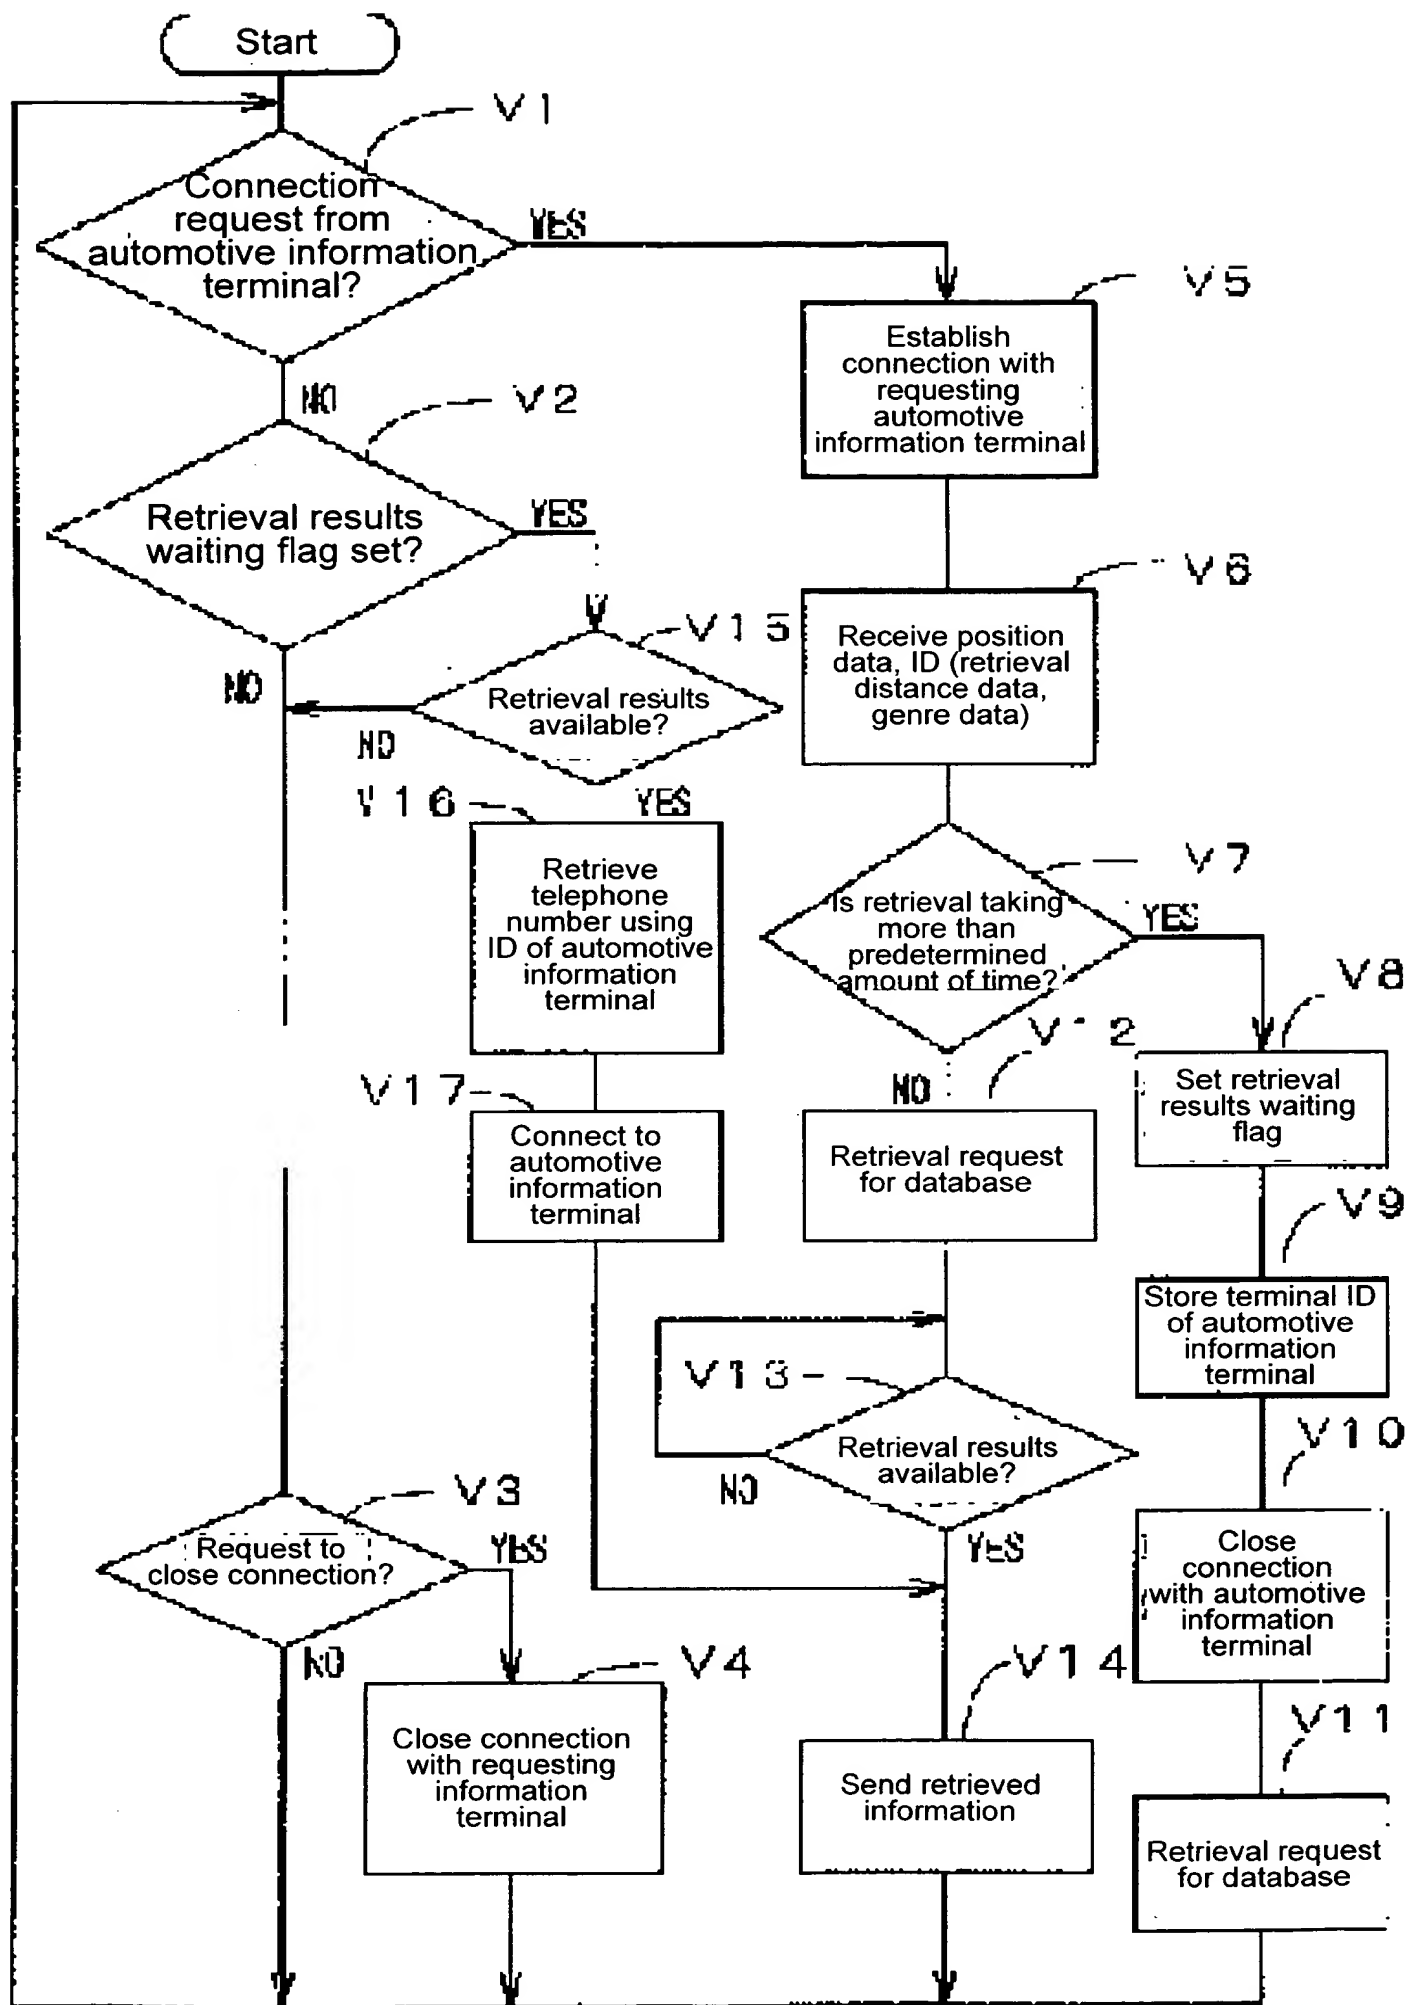 Start
V1
Connection
request from
automotive information
terminal?
YES
NO
V5
Establish
connection with
requesting
automotive
information terminal
V2
Retrieval results
waiting flag set?
YES
NO
V6
Receive position
data, ID (retrieval
distance data,
genre data)
V15
Retrieval results
available?
NO
YES
V16
Retrieve
telephone
number using
ID of automotive
information
terminal
V7
Is retrieval taking
more than
predetermined
amount of time?
YES
NO
V8
Set retrieval
results waiting
flag
V12
Retrieval request
for database
V17
Connect to
automotive
information
terminal
V9
Store terminal ID
of automotive
information
terminal
V13
Retrieval results
available?
NO
YES
V10
Close
connection
with automotive
information
terminal
V3
Request to
close connection?
YES
NO
V4
Close connection
with requesting
information
terminal
V14
Send retrieved
information
V11
Retrieval request
for database